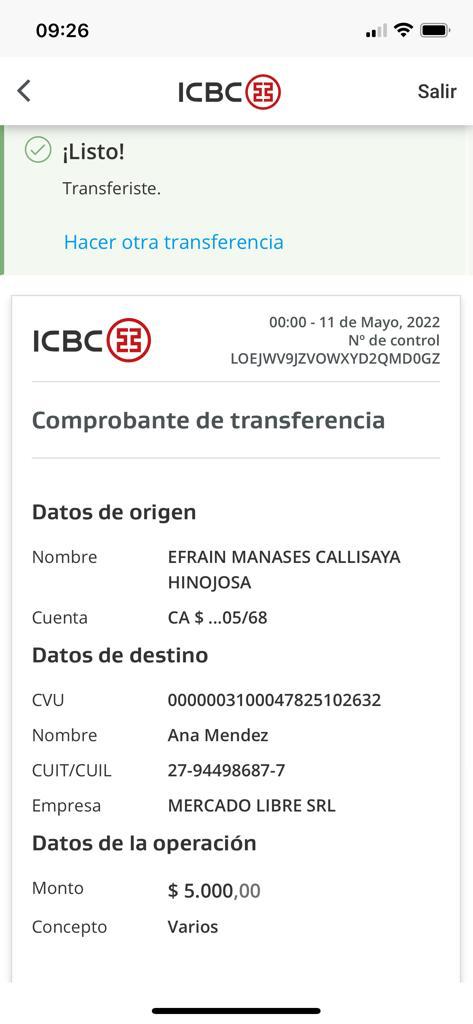 09:26
ICBC
Salir
¡Listo!
Transferiste.
Hacer otra transferencia
ICBC
00:00 - 11 de Mayo, 2022
Nº de control
LOEJWV9JZVOWXYD2QMD0GZ
Comprobante de transferencia
Datos de origen
Nombre EFRAIN MANASES CALLISAYA
HINOJOSA
Cuenta CA $ ...05/68
Datos de destino
CVU 0000003100047825102632
Nombre Ana Mendez
CUIT/CUIL 27-94498687-7
Empresa MERCADO LIBRE SRL
Datos de la operación
Monto $ 5.000,00
Concepto Varios